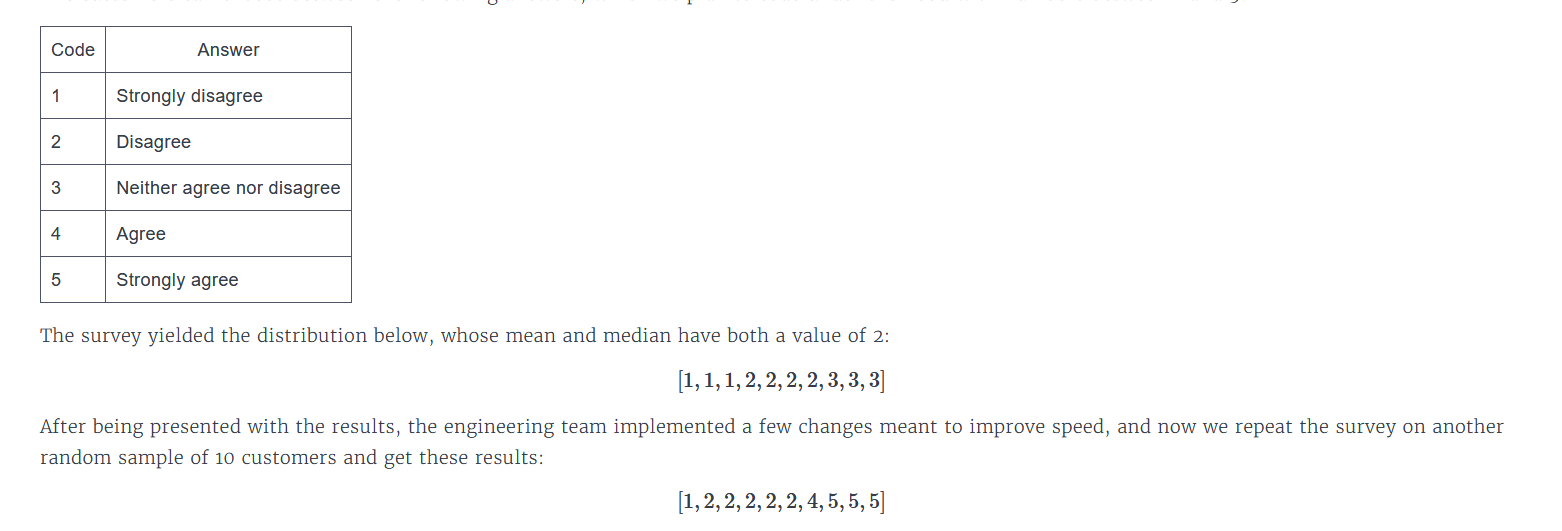 Code Answer
1 Strongly disagree
2 Disagree
3 Neither agree nor disagree
4 Agree
5 Strongly agree
The survey yielded the distribution below, whose mean and median have both a value of 2:
[1, 1, 1, 2, 2, 2, 2, 3, 3, 3]
After being presented with the results, the engineering team implemented a few changes meant to improve speed, and now we repeat the survey on another
random sample of 10 customers and get these results:
[1, 2, 2, 2, 2, 2, 4, 5, 5, 5]